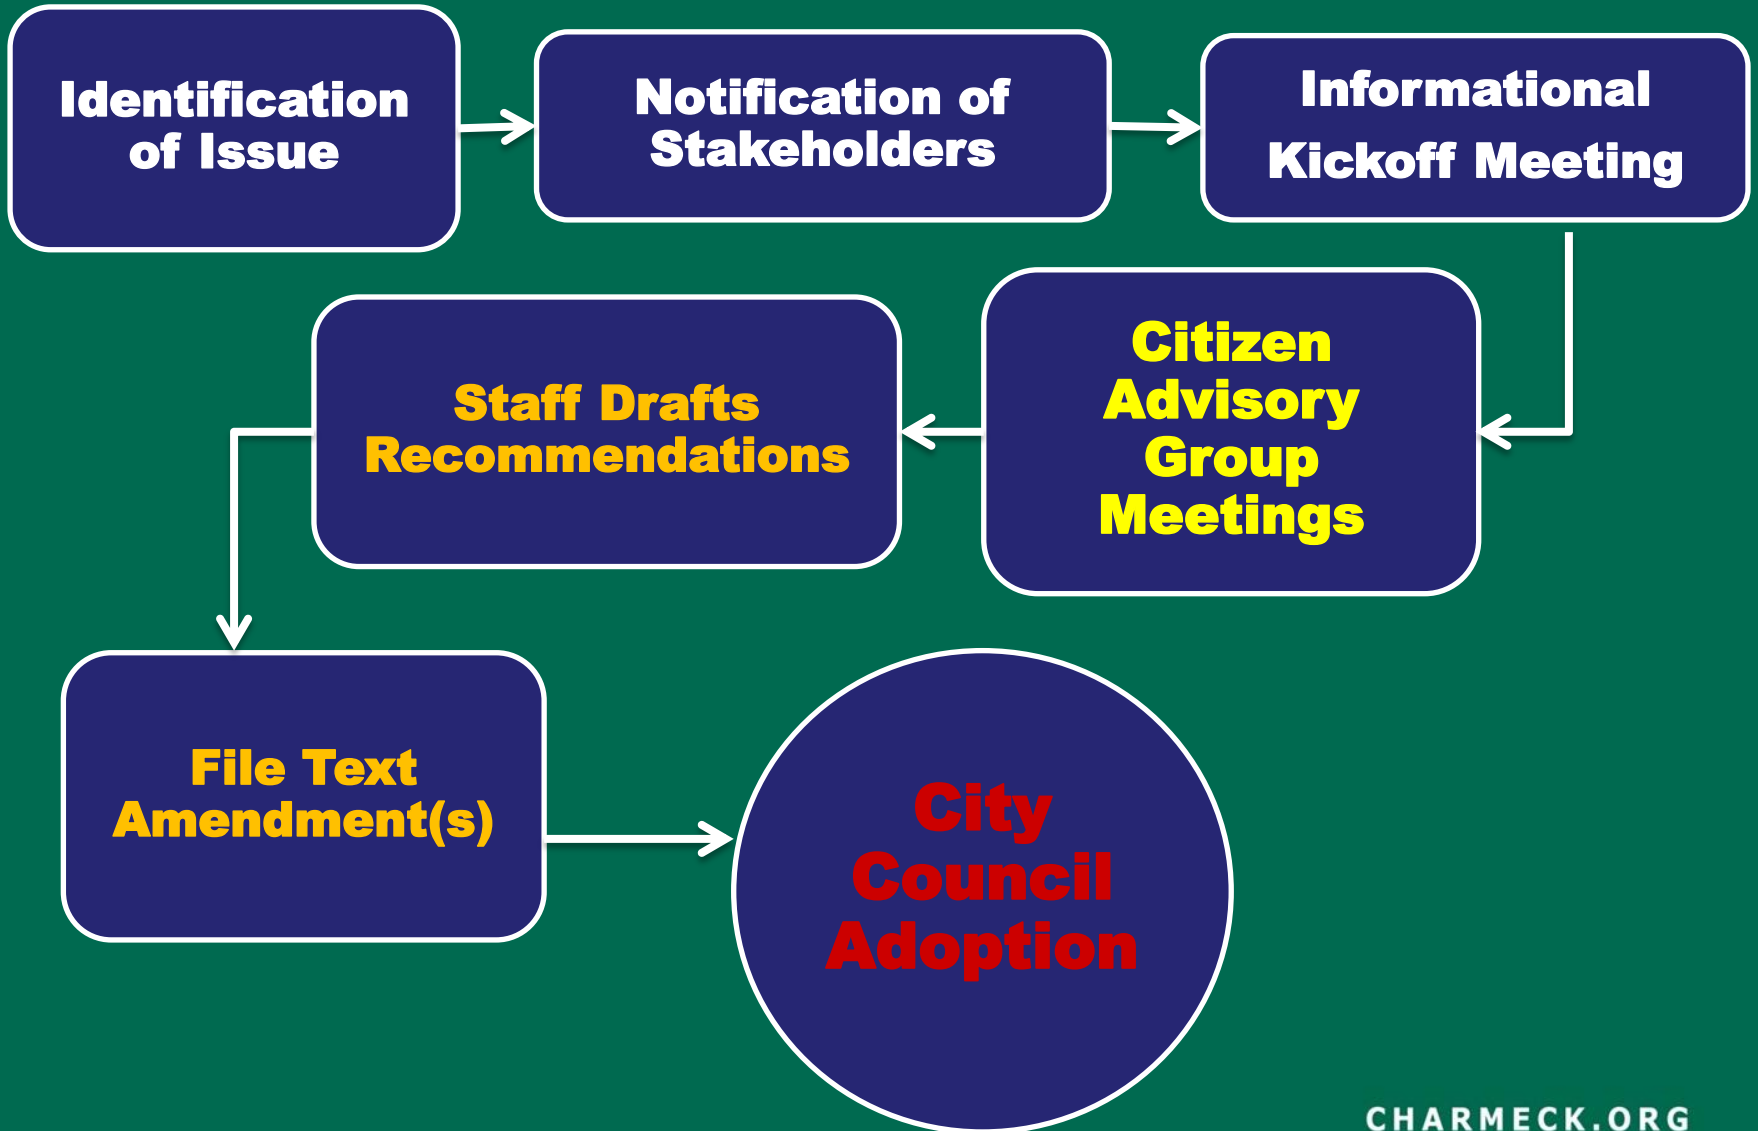 Identification
of Issue
Notification of
Stakeholders
Informational
Kickoff Meeting
Citizen
Advisory
Group
Meetings
Staff Drafts
Recommendations
File Text
Amendment(s)
City
Council
Adoption
CHARMECK.ORG